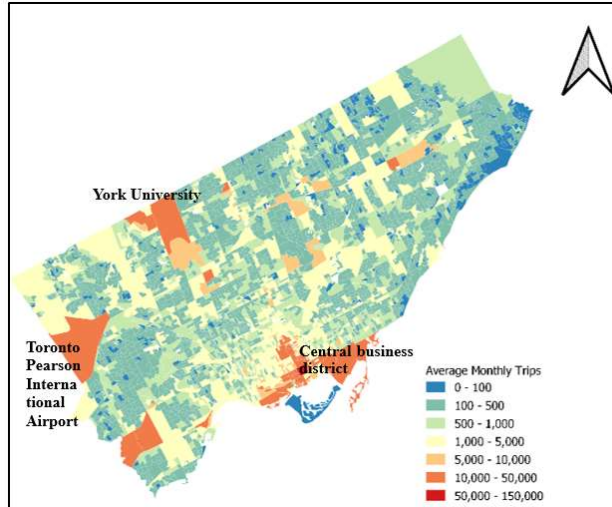 York University
Toronto
Pearson
Interna
tional
Airport
Central business
district
Average Monthly Trips
0 - 100
100 - 500
500 - 1,000
1,000 - 5,000
5,000 - 10,000
10,000 - 50,000
50,000 - 150,000